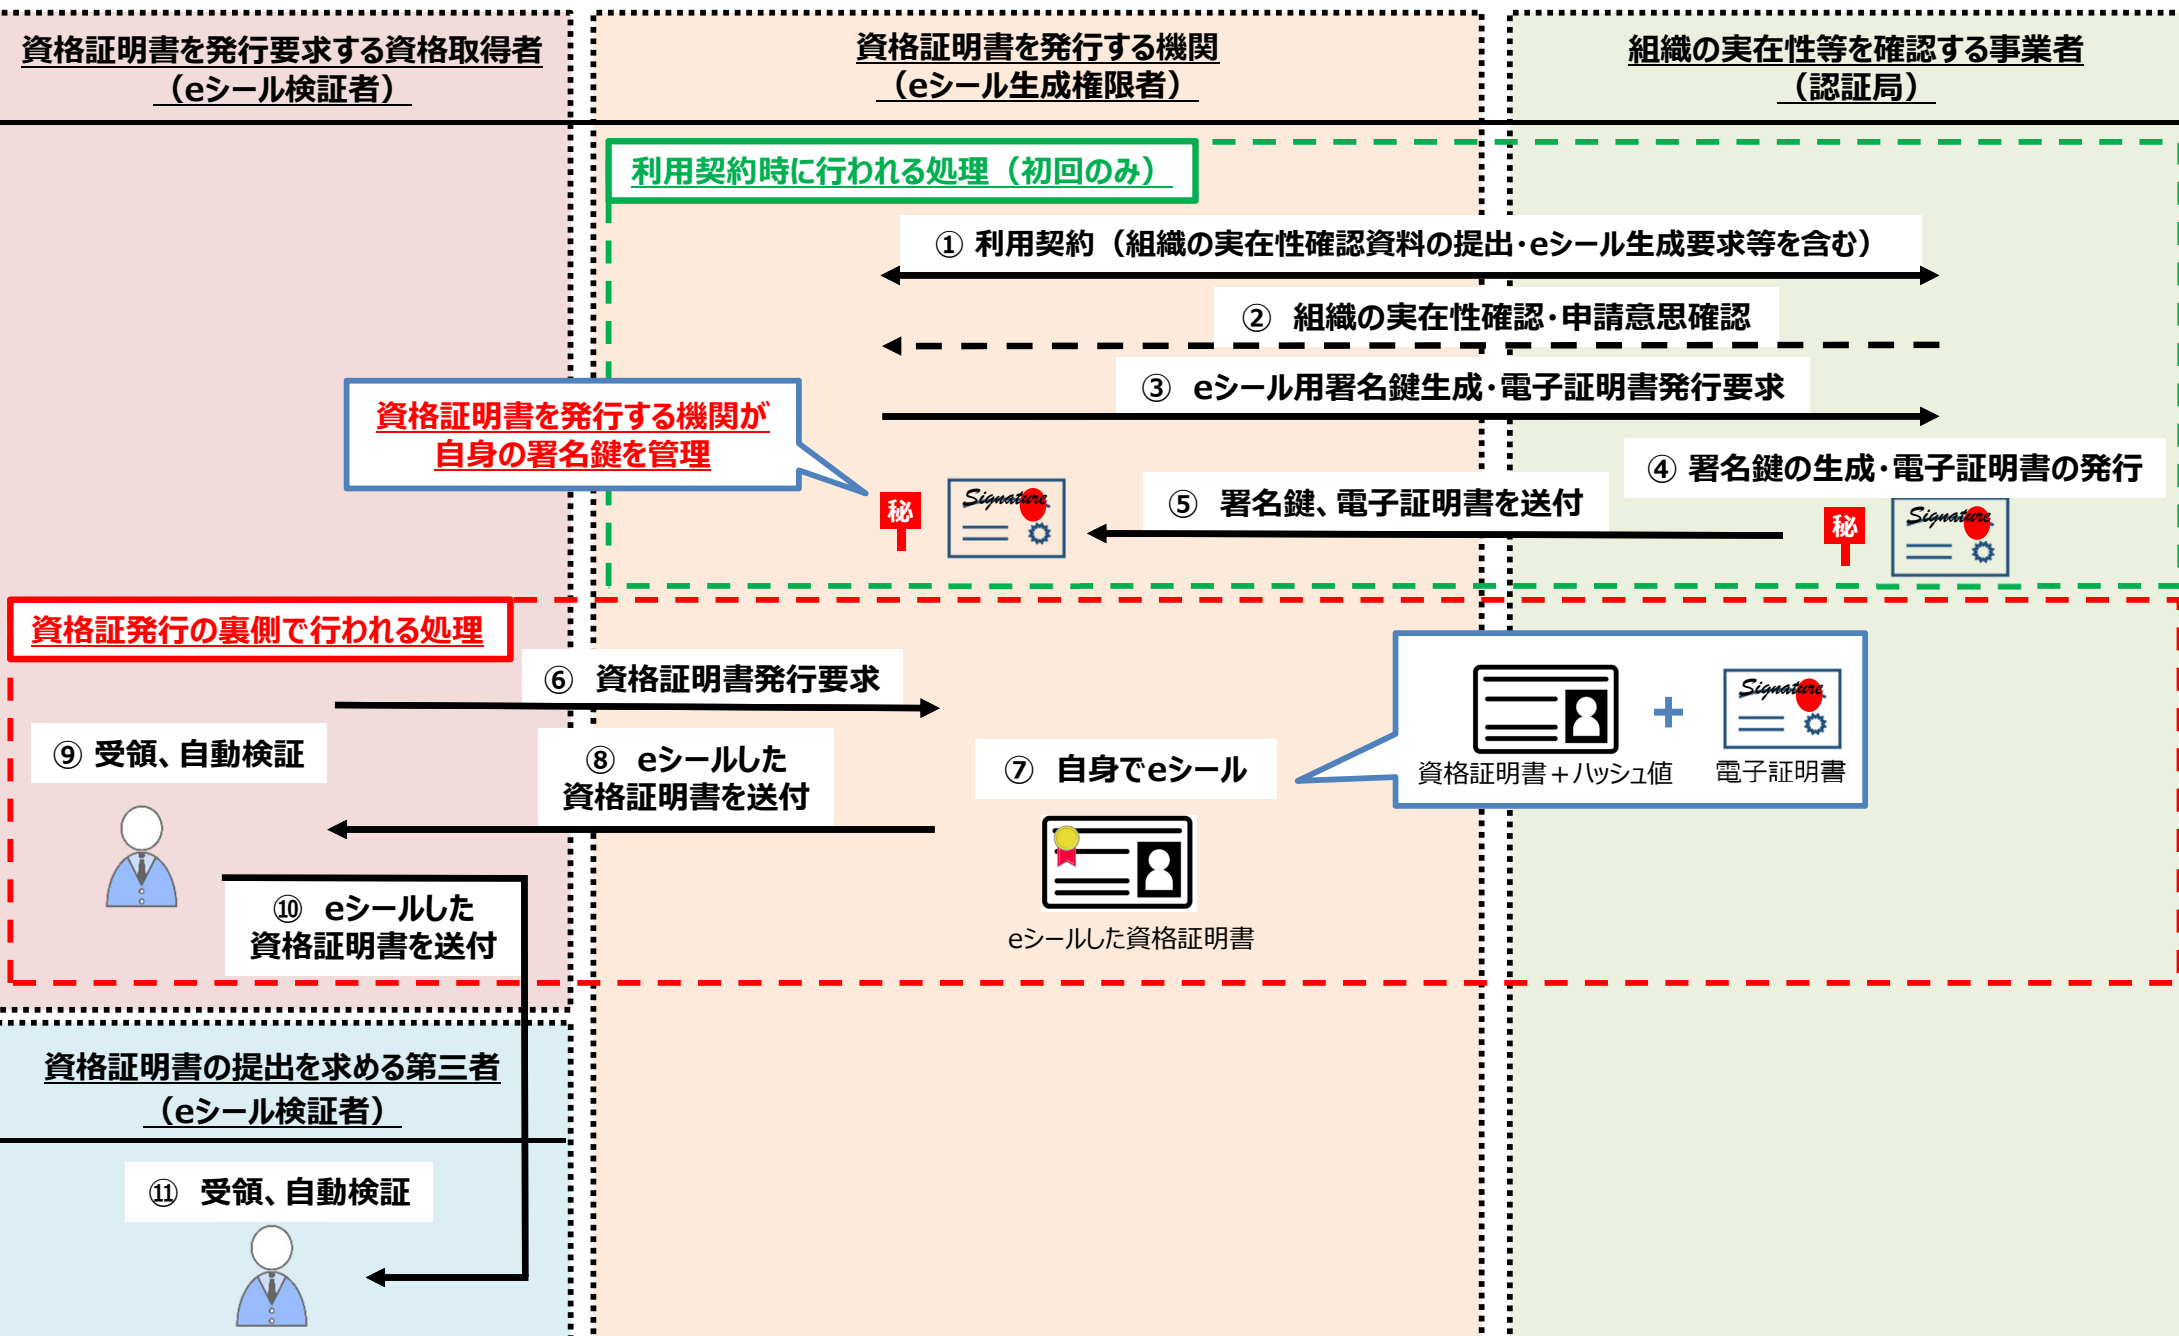 資格証明書を発行要求する資格取得者
（eシール検証者）
資格証明書を発行する機関
（eシール生成権限者）
組織の実在性等を確認する事業者
（認証局）
利用契約時に行われる処理（初回のみ）
① 利用契約（組織の実在性確認資料の提出・eシール生成要求等を含む）
② 組織の実在性確認・申請意思確認
③ eシール用署名鍵生成・電子証明書発行要求
資格証明書を発行する機関が
自身の署名鍵を管理
④ 署名鍵の生成・電子証明書の発行
⑤ 署名鍵、電子証明書を送付
秘
Signature
秘
Signature
資格証発行の裏側で行われる処理
⑥ 資格証明書発行要求
Signature
資格証明書＋ハッシュ値
電子証明書
⑨ 受領、自動検証
⑧ eシールした
資格証明書を送付
⑦ 自身でeシール
⑩ eシールした
資格証明書を送付
eシールした資格証明書
資格証明書の提出を求める第三者
（eシール検証者）
⑪ 受領、自動検証